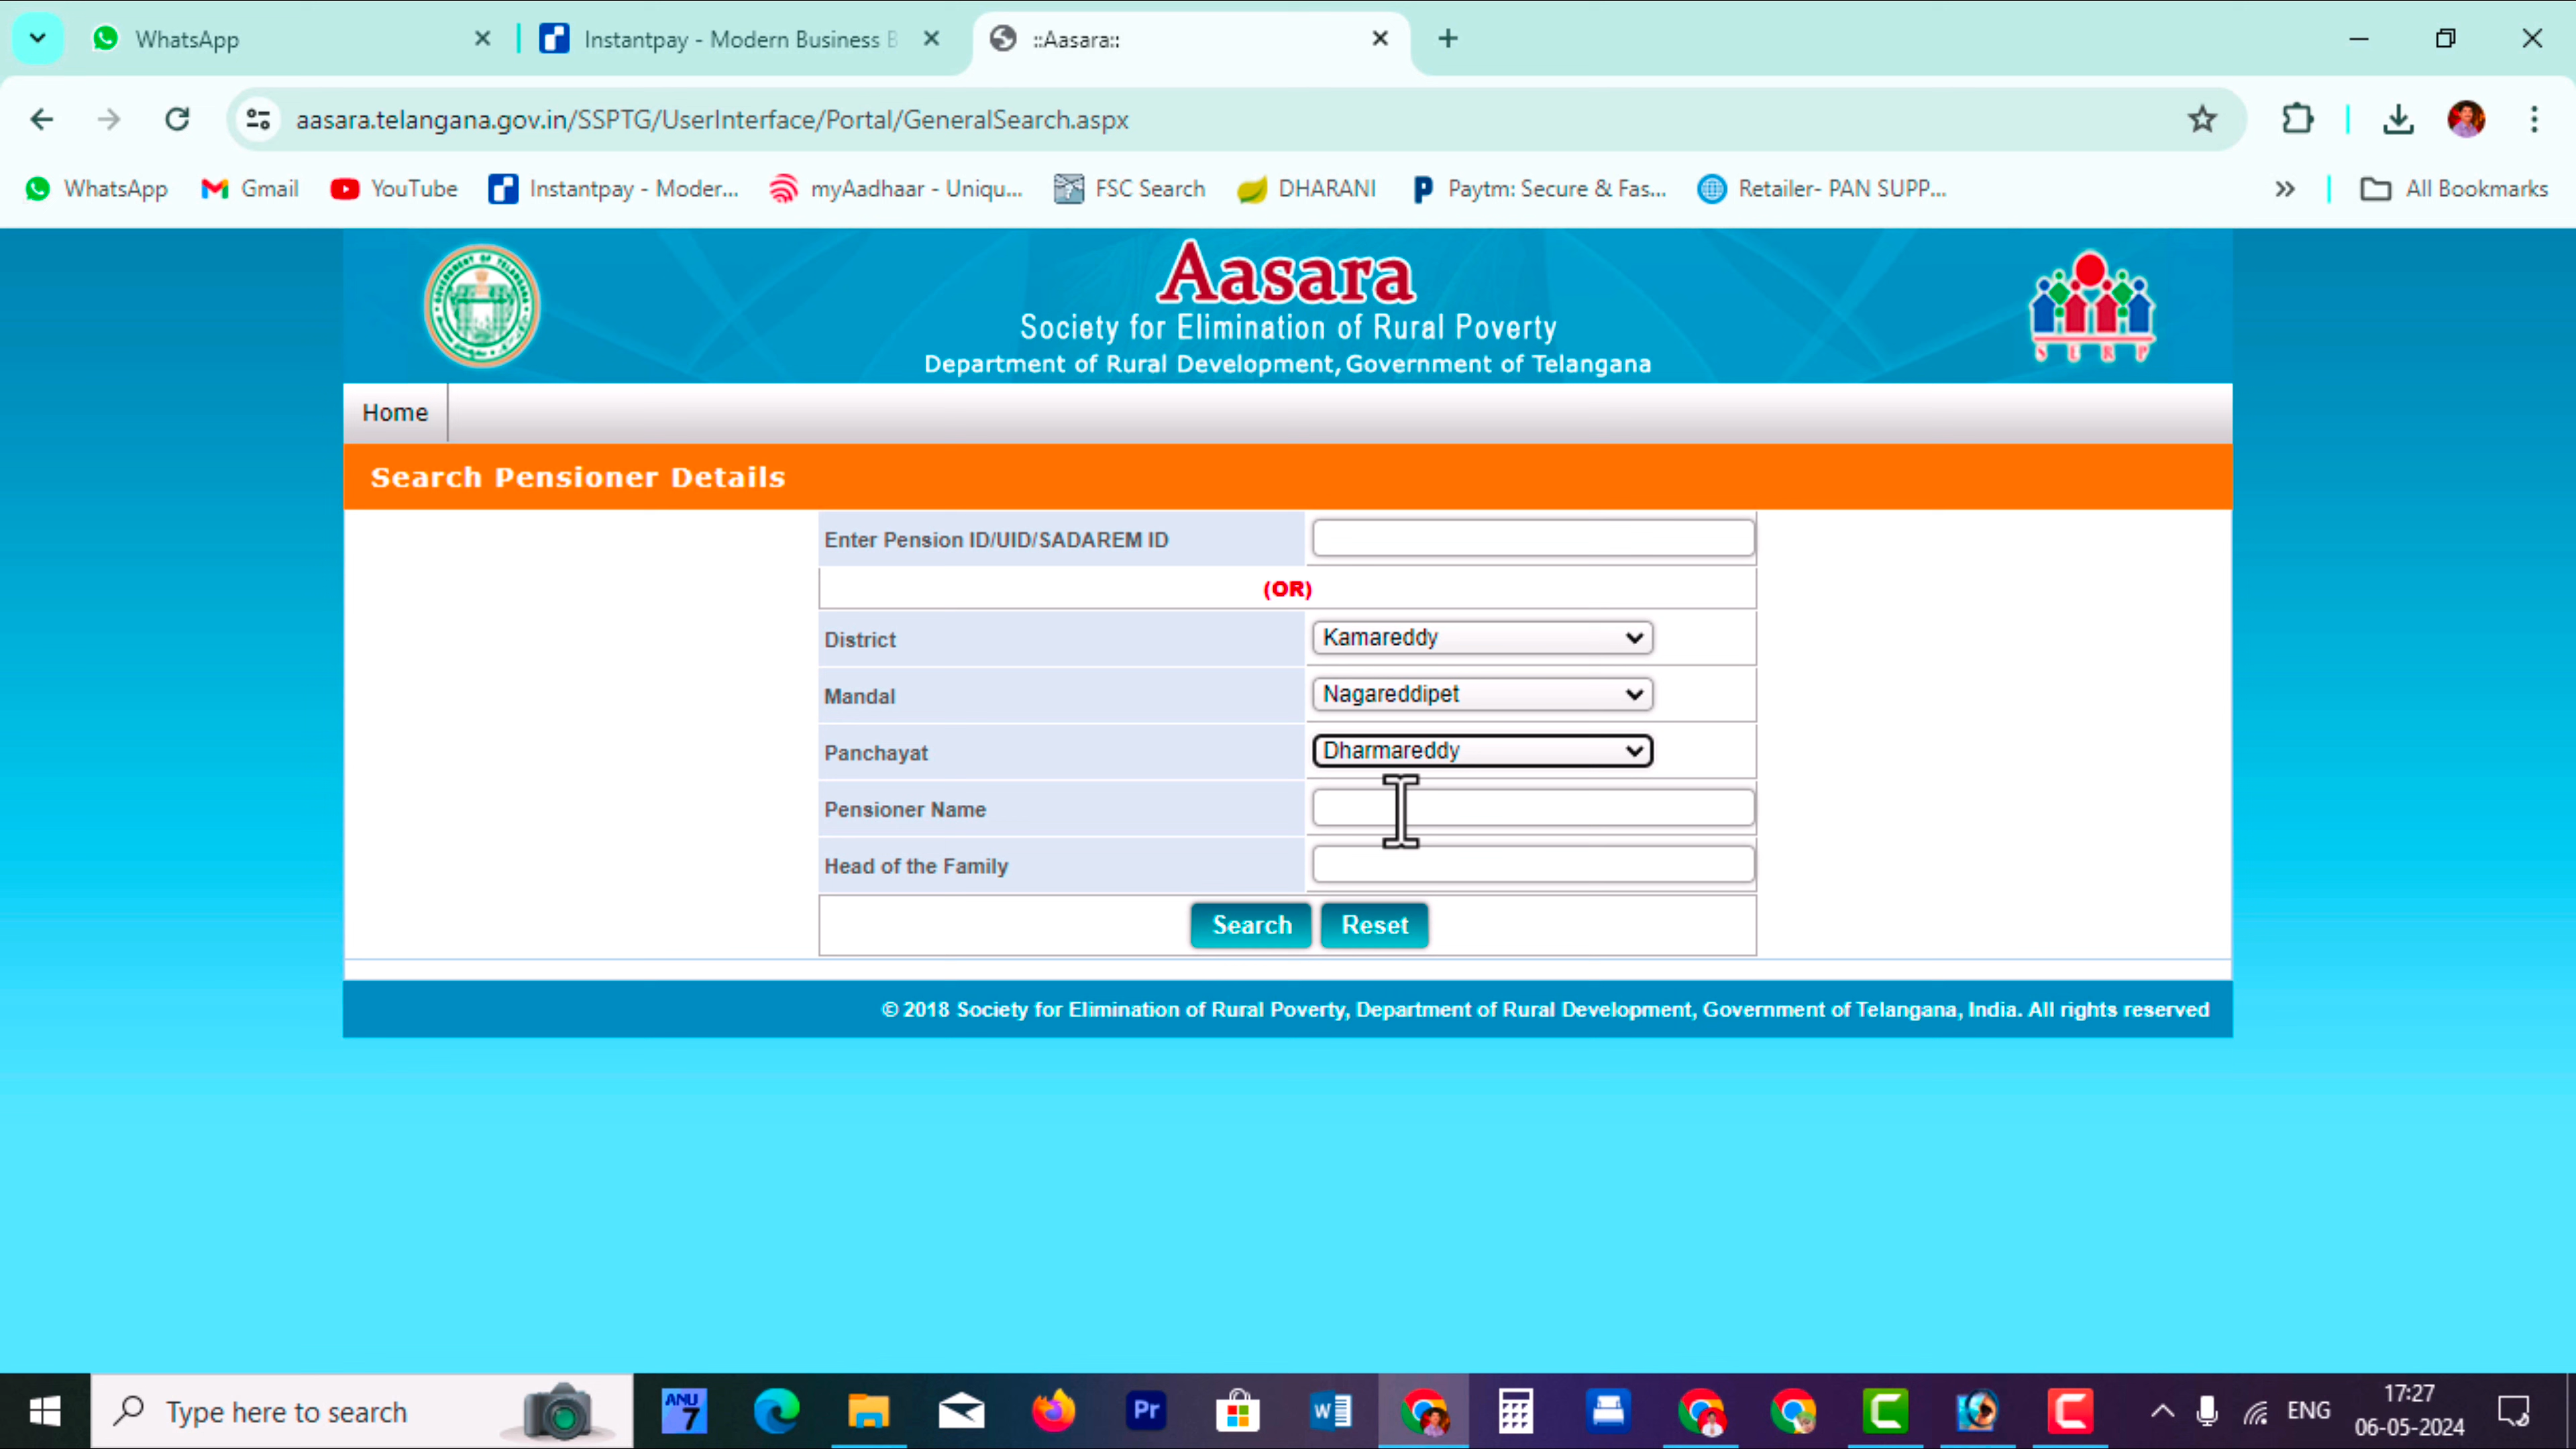 WhatsApp
Instantpay - Modern Business B
::Aasara::
aasara.telangana.gov.in/SSPTG/UserInterface/Portal/GeneralSearch.aspx
WhatsApp Gmail YouTube Instantpay - Moder... myAadhaar - Uniqu... FSC Search DHARANI Paytm: Secure & Fas... Retailer- PAN SUPP... All Bookmarks
Aasara
Society for Elimination of Rural Poverty
Department of Rural Development, Government of Telangana
S E R P
Home
Search Pensioner Details
Enter Pension ID/UID/SADAREM ID
(OR)
District Kamareddy
Mandal Nagareddipet
Panchayat Dharmareddy
Pensioner Name
Head of the Family
Search Reset
© 2018 Society for Elimination of Rural Poverty, Department of Rural Development, Government of Telangana, India. All rights reserved
Type here to search
ANU 7
Pr
W
ENG
17:27
06-05-2024